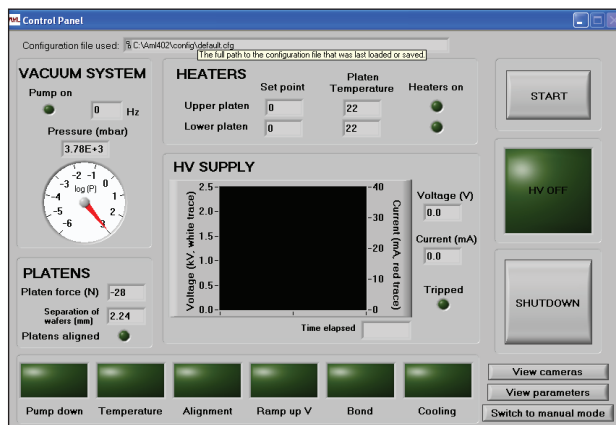 AML Control Panel
Configuration file used: C:\Aml402\config\default.cfg
The full path to the configuration file that was last loaded or saved.
VACUUM SYSTEM
Pump on
0 Hz
Pressure (mbar)
3.78E+3
log (P)
-6 -5 -4 -3 -2 -1 0 1 2 3
PLATENS
Platen force (N) -28
Separation of
wafers (mm) 2.24
Platens aligned
HEATERS
Set point
Platen
Temperature
Heaters on
Upper platen 0 22
Lower platen 0 22
HV SUPPLY
Voltage (kV, white trace)
2.5
2.0
1.5
1.0
0.5
0.0
40
30
20
10
0
Current (mA, red trace)
Time elapsed
Voltage (V)
0.0
Current (mA)
0.0
Tripped
START
HV OFF
SHUTDOWN
Pump down Temperature Alignment Ramp up V Bond Cooling
View cameras
View parameters
Switch to manual mode